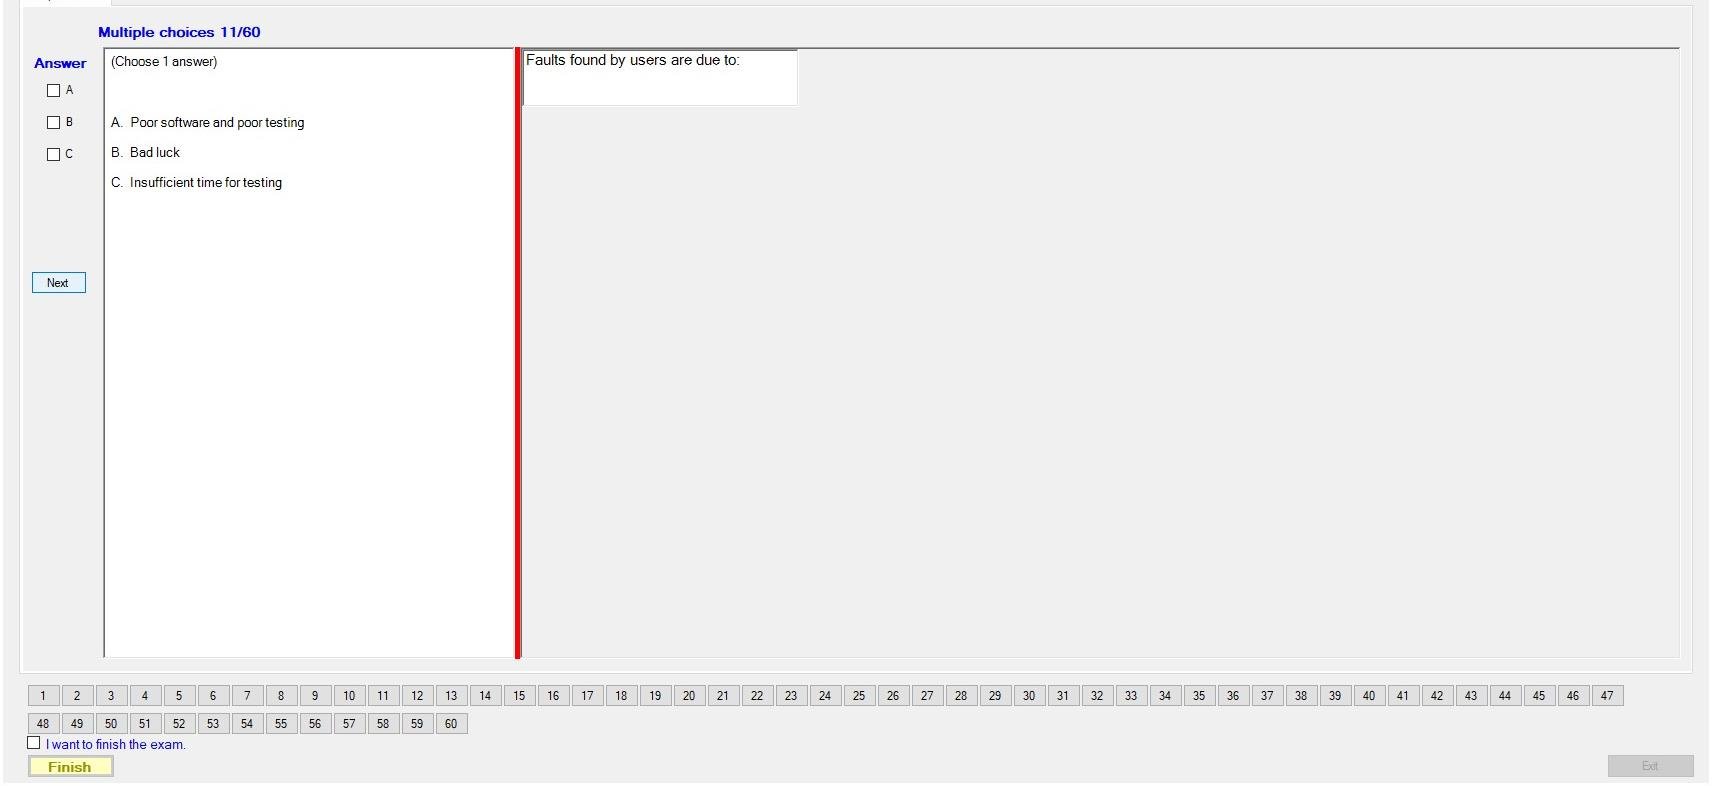 Multiple choices 11/60
Answer
A
B
C
Next
(Choose 1 answer)
A. Poor software and poor testing
B. Bad luck
C. Insufficient time for testing
Faults found by users are due to:
1 2 3 4 5 6 7 8 9 10 11 12 13 14 15 16 17 18 19 20 21 22 23 24 25 26 27 28 29 30 31 32 33 34 35 36 37 38 39 40 41 42 43 44 45 46 47
48 49 50 51 52 53 54 55 56 57 58 59 60
I want to finish the exam.
Finish
Exit